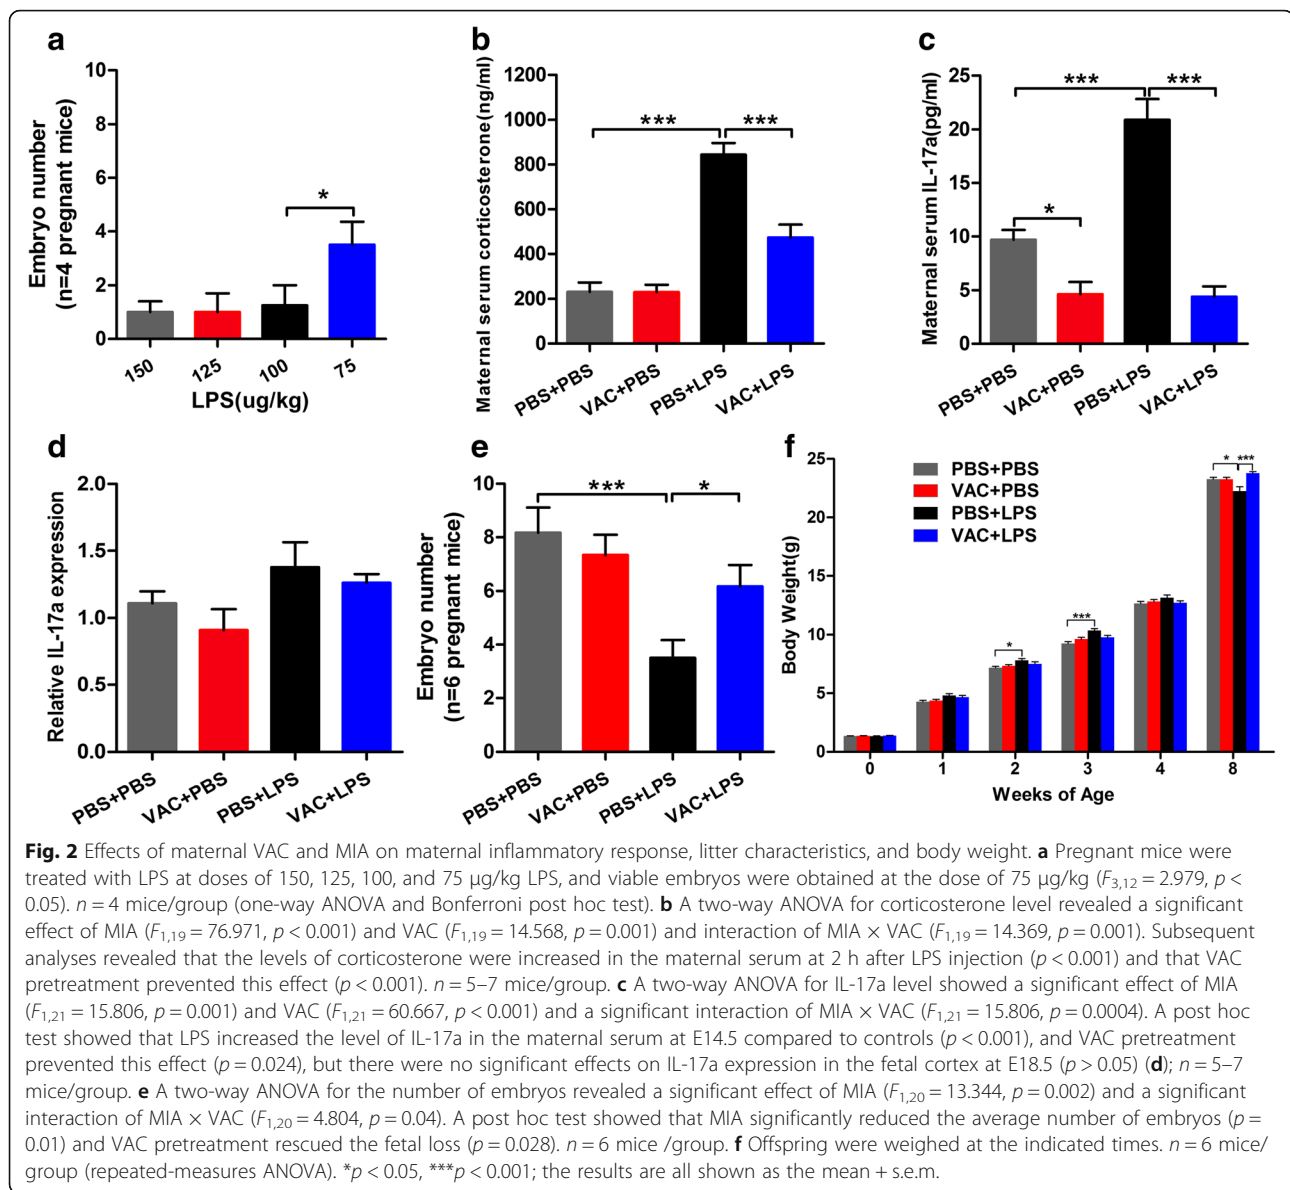 a
Embryo number
(n=4 pregnant mice)
10
8
6
4
2
0
*
150
125
100
75
LPS(ug/kg)
b
Maternal serum corticosterone(ng/ml)
1200
1000
800
600
400
200
0
***
***
PBS+PBS
VAC+PBS
PBS+LPS
VAC+LPS
c
Maternal serum IL-17a(pg/ml)
25
20
15
10
5
0
***
***
*
PBS+PBS
VAC+PBS
PBS+LPS
VAC+LPS
d
Relative IL-17a expression
2.0
1.5
1.0
0.5
0.0
PBS+PBS
VAC+PBS
PBS+LPS
VAC+LPS
e
Embryo number
(n=6 pregnant mice)
10
8
6
4
2
0
***
*
PBS+PBS
VAC+PBS
PBS+LPS
VAC+LPS
f
Body Weight(g)
25
20
15
10
5
0
PBS+PBS
VAC+PBS
PBS+LPS
VAC+LPS
*
***
*
***
0
1
2
3
4
8
Weeks of Age
Fig. 2 Effects of maternal VAC and MIA on maternal inflammatory response, litter characteristics, and body weight. a Pregnant mice were
treated with LPS at doses of 150, 125, 100, and 75 μg/kg LPS, and viable embryos were obtained at the dose of 75 μg/kg (F3,12 = 2.979, p <
0.05). n = 4 mice/group (one-way ANOVA and Bonferroni post hoc test). b A two-way ANOVA for corticosterone level revealed a significant
effect of MIA (F1,19 = 76.971, p < 0.001) and VAC (F1,19 = 14.568, p = 0.001) and interaction of MIA × VAC (F1,19 = 14.369, p = 0.001). Subsequent
analyses revealed that the levels of corticosterone were increased in the maternal serum at 2 h after LPS injection (p < 0.001) and that VAC
pretreatment prevented this effect (p < 0.001). n = 5–7 mice/group. c A two-way ANOVA for IL-17a level showed a significant effect of MIA
(F1,21 = 15.806, p = 0.001) and VAC (F1,21 = 60.667, p < 0.001) and a significant interaction of MIA × VAC (F1,21 = 15.806, p = 0.0004). A post hoc
test showed that LPS increased the level of IL-17a in the maternal serum at E14.5 compared to controls (p < 0.001), and VAC pretreatment
prevented this effect (p = 0.024), but there were no significant effects on IL-17a expression in the fetal cortex at E18.5 (p > 0.05) (d); n = 5–7
mice/group. e A two-way ANOVA for the number of embryos revealed a significant effect of MIA (F1,20 = 13.344, p = 0.002) and a significant
interaction of MIA × VAC (F1,20 = 4.804, p = 0.04). A post hoc test showed that MIA significantly reduced the average number of embryos (p =
0.01) and VAC pretreatment rescued the fetal loss (p = 0.028). n = 6 mice /group. f Offspring were weighed at the indicated times. n = 6 mice/
group (repeated-measures ANOVA). *p < 0.05, ***p < 0.001; the results are all shown as the mean + s.e.m.